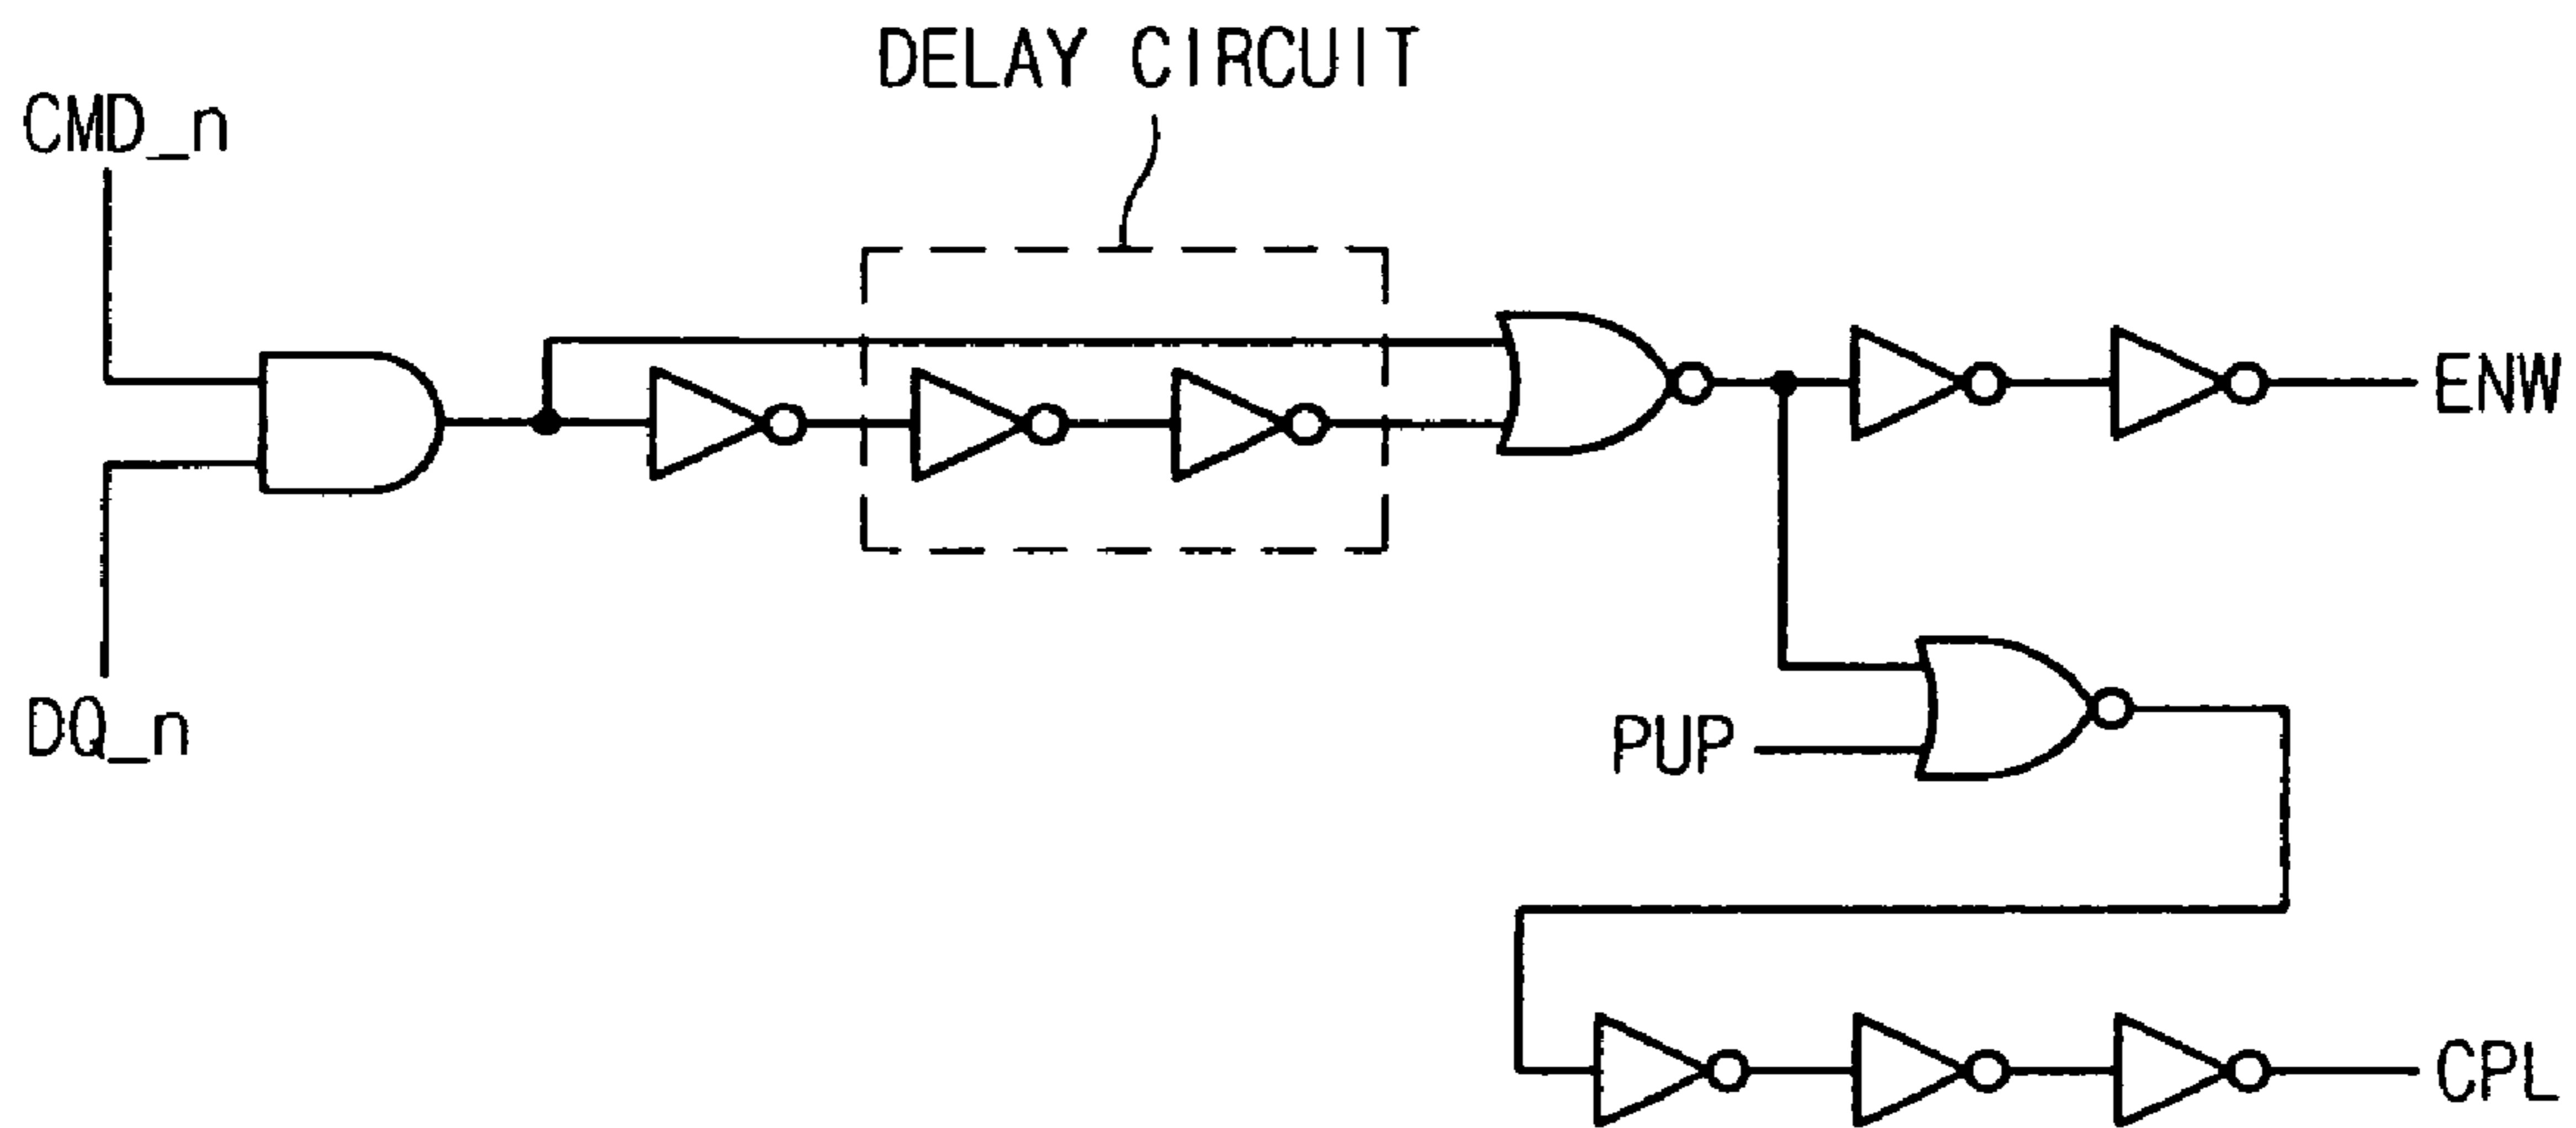 DELAY CIRCUIT
CMD_n
ENW
DQ_n
PUP
CPL